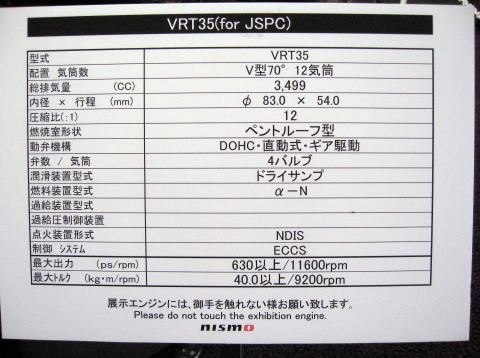 VRT35(for JSPC)
型式 VRT35
配置 気筒数 V型70° 12気筒
総排気量 (CC) 3,499
内径 × 行程 (mm) φ 83.0 × 54.0
圧縮比(:1) 12
燃焼室形状 ペントルーフ型
動弁機構 DOHC・直動式・ギア駆動
弁数 / 気筒 4バルブ
潤滑装置型式 ドライサンプ
燃料装置型式 α-N
過給装置型式
過給圧制御装置
点火装置形式 NDIS
制御 システム ECCS
最大出力 (ps/rpm) 630以上/11600rpm
最大トルク (kg・m/rpm) 40.0以上/9200rpm
展示エンジンには、御手を触れない様お願い致します。
Please do not touch the exhibition engine.
nismo